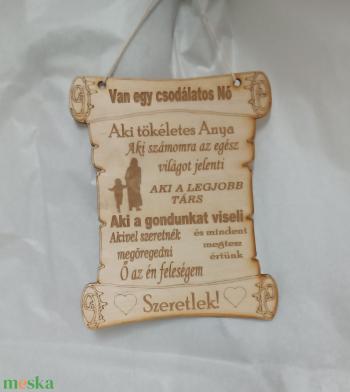 Van egy csodálatos Nő
Aki tökéletes Anya
Aki számomra az egész
világot jelenti
AKI A LEGJOBB
TÁRS
Aki a gondunkat viseli
Akivel szeretnék
megöregedni
és mindent
megtesz
értünk
Ő az én feleségem
Szeretlek!
meska